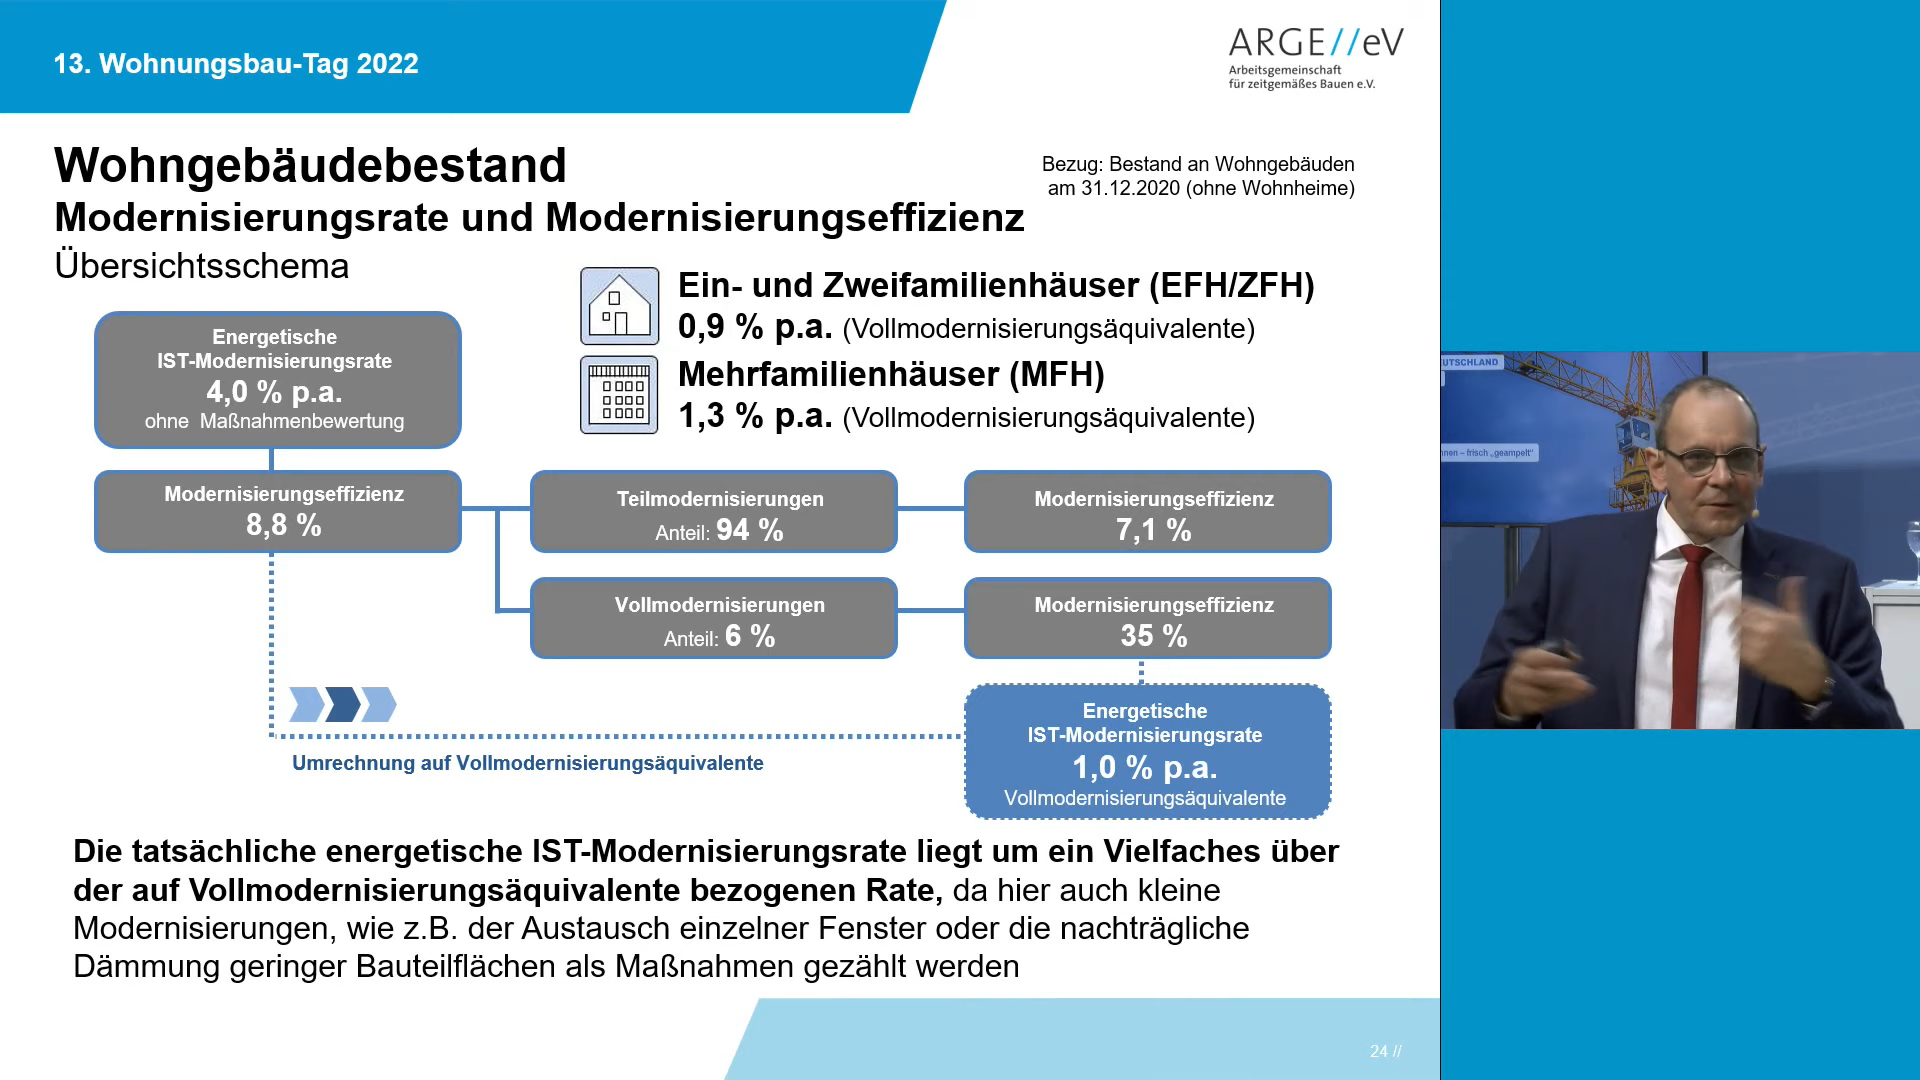 13. Wohnungsbau-Tag 2022
ARGE//eV
Arbeitsgemeinschaft
für zeitgemäßes Bauen e.V.
Wohngebäudebestand
Modernisierungsrate und Modernisierungseffizienz
Übersichtsschema
Bezug: Bestand an Wohngebäuden
am 31.12.2020 (ohne Wohnheime)
Ein- und Zweifamilienhäuser (EFH/ZFH)
0,9 % p.a. (Vollmodernisierungsäquivalente)
Mehrfamilienhäuser (MFH)
1,3 % p.a. (Vollmodernisierungsäquivalente)
Energetische
IST-Modernisierungsrate
4,0 % p.a.
ohne Maßnahmenbewertung
Modernisierungseffizienz
8,8 %
Teilmodernisierungen
Anteil: 94 %
Modernisierungseffizienz
7,1 %
Vollmodernisierungen
Anteil: 6 %
Modernisierungseffizienz
35 %
Energetische
IST-Modernisierungsrate
1,0 % p.a.
Vollmodernisierungsäquivalente
Umrechnung auf Vollmodernisierungsäquivalente
Die tatsächliche energetische IST-Modernisierungsrate liegt um ein Vielfaches über
der auf Vollmodernisierungsäquivalente bezogenen Rate, da hier auch kleine
Modernisierungen, wie z.B. der Austausch einzelner Fenster oder die nachträgliche
Dämmung geringer Bauteilflächen als Maßnahmen gezählt werden
24 //
UTSCHLAND
nen – frisch „geampelt"